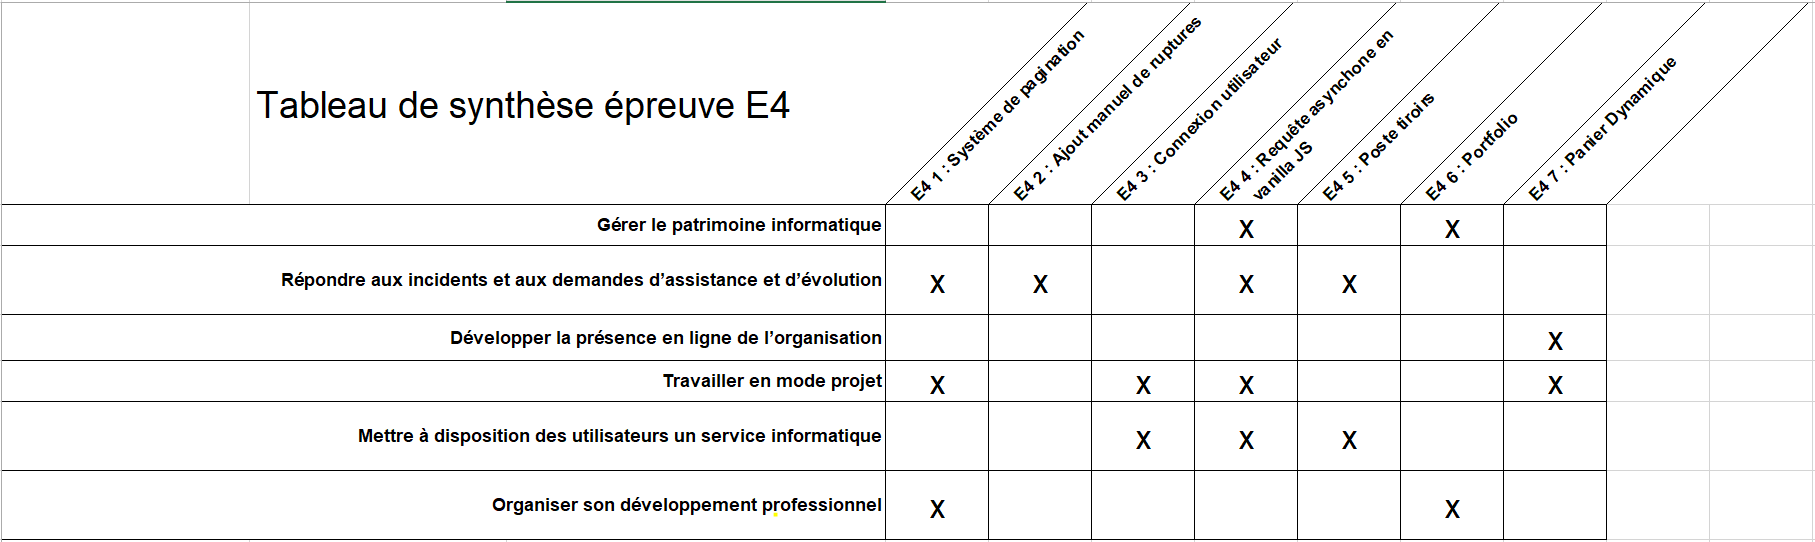 Tableau de synthèse épreuve E4
E4 1 : Système de pagination
E4 2 : Ajout manuel de ruptures
E4 3 : Connexion utilisateur
E4 4 : Requête asynchone en
vanilla JS
E4 5 : Poste tiroirs
E4 6 : Portfolio
E4 7 : Panier Dynamique
Gérer le patrimoine informatique X X
Répondre aux incidents et aux demandes d’assistance et d’évolution X X X X
Développer la présence en ligne de l’organisation X
Travailler en mode projet X X X X
Mettre à disposition des utilisateurs un service informatique X X X
Organiser son développement professionnel X X